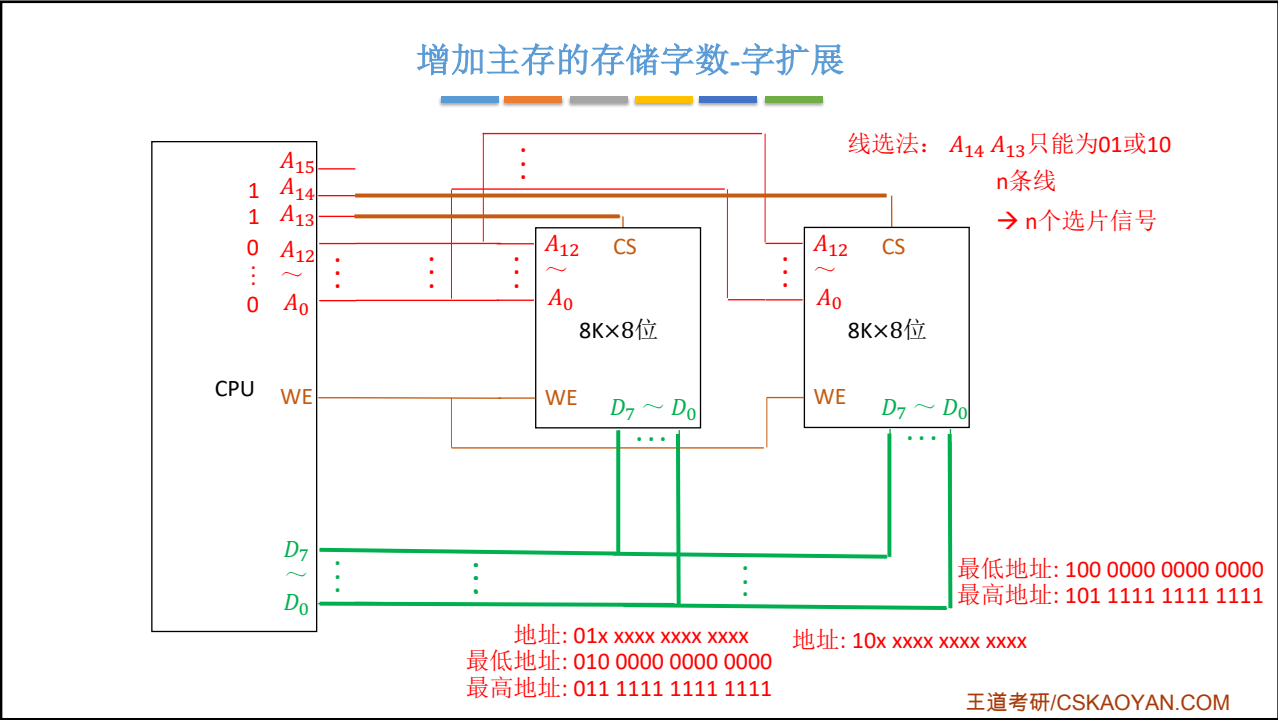 增加主存的存储字数-字扩展
线选法： A₁₄ A₁₃只能为01或10
n条线
→ n个选片信号
A₁₅
1 A₁₄
1 A₁₃
0 A₁₂
⋮ ～
0 A₀
CPU
WE
D₇
～
D₀
A₁₂ CS
～
A₀
8K×8位
WE
D₇ ～ D₀
A₁₂ CS
～
A₀
8K×8位
WE
D₇ ～ D₀
最低地址: 100 0000 0000 0000
最高地址: 101 1111 1111 1111
地址: 01x xxxx xxxx xxxx
最低地址: 010 0000 0000 0000
最高地址: 011 1111 1111 1111
地址: 10x xxxx xxxx xxxx
王道考研/CSKAOYAN.COM